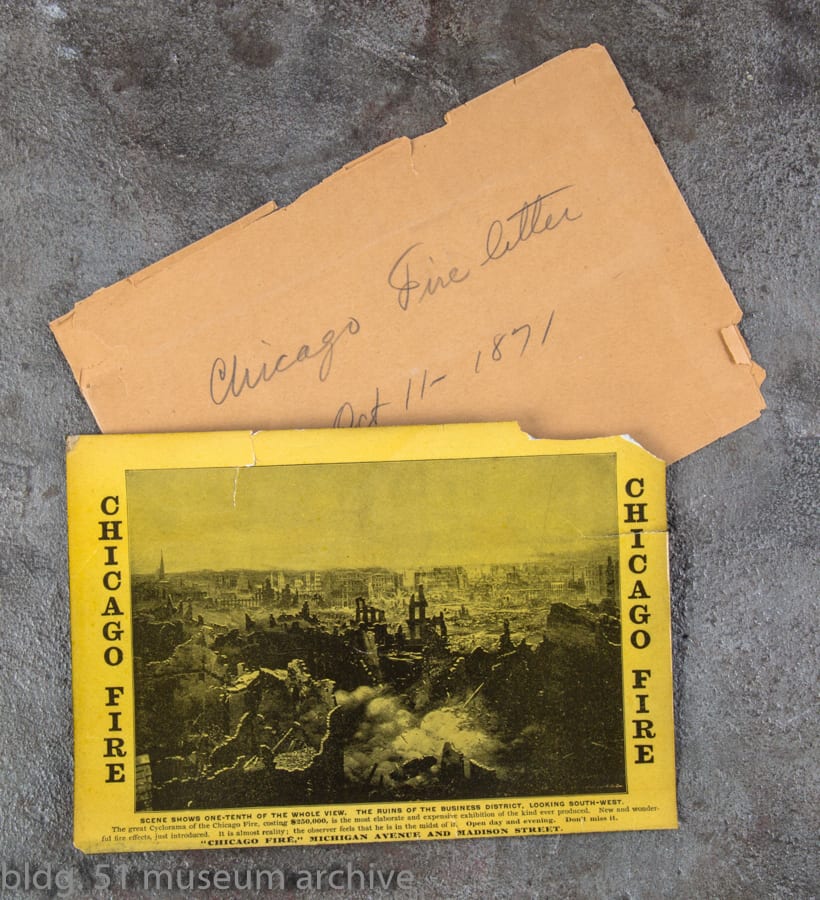 Chicago Fire letter
Oct 11- 1871
CHICAGO FIRE
CHICAGO FIRE
SCENE SHOWS ONE-TENTH OF THE WHOLE VIEW. THE RUINS OF THE BUSINESS DISTRICT, LOOKING SOUTH-WEST.
The great Cyclorama of the Chicago Fire, costing $250,000, is the most elaborate and expensive exhibition of the kind ever produced. New and wonder-
ful fire effects, just introduced. It is almost reality; the observer feels that he is in the midst of it. Open day and evening. Don't miss it.
"CHICAGO FIRE," MICHIGAN AVENUE AND MADISON STREET.
bldg. 51 museum archive